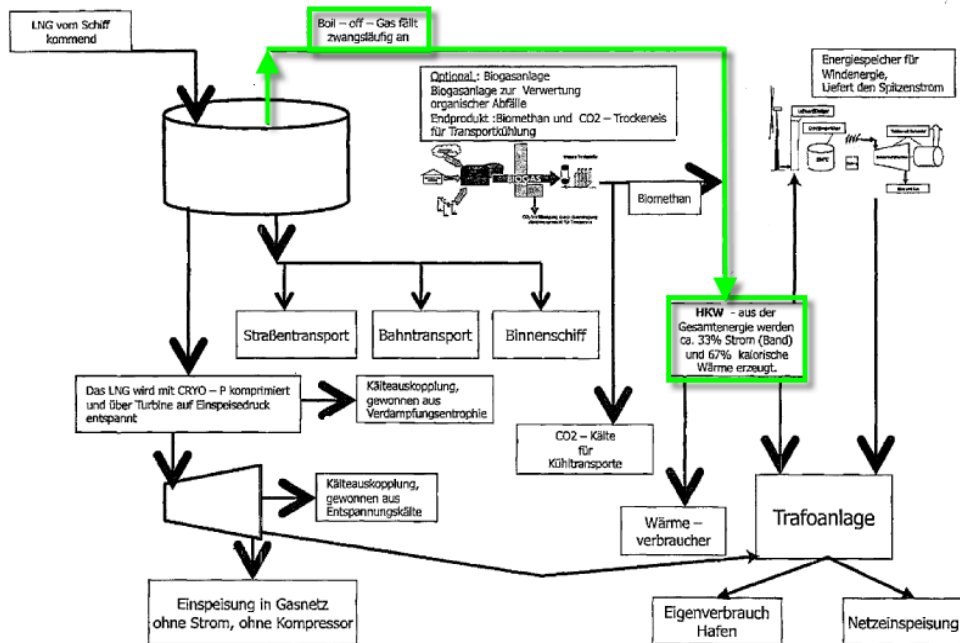 LNG vom Schiff
kommend
Boil – off – Gas fällt
zwangsläufig an
Optional : Biogasanlage
Biogasanlage zur Verwertung
organischer Abfälle
Endprodukt :Biomethan und CO2 – Trockeneis
für Transportkühlung
BIOGAS
Biomethan
Energiespeicher für
Windenergie,
Liefert den Spitzenstrom
Straßentransport
Bahntransport
Binnenschiff
HKW - aus der
Gesamtenergie werden
ca. 33% Strom (Band)
und 67% kalorische
Wärme erzeugt.
Das LNG wird mit CRYO – P komprimiert
und über Turbine auf Einspeisedruck
entspannt
Kälteauskopplung,
gewonnen aus
Verdampfungsentrophie
CO2 – Kälte
für
Kühltransporte
Kälteauskopplung,
gewonnen aus
Entspannungskälte
Wärme –
verbraucher
Trafoanlage
Einspeisung in Gasnetz
ohne Strom, ohne Kompressor
Eigenverbrauch
Hafen
Netzeinspeisung